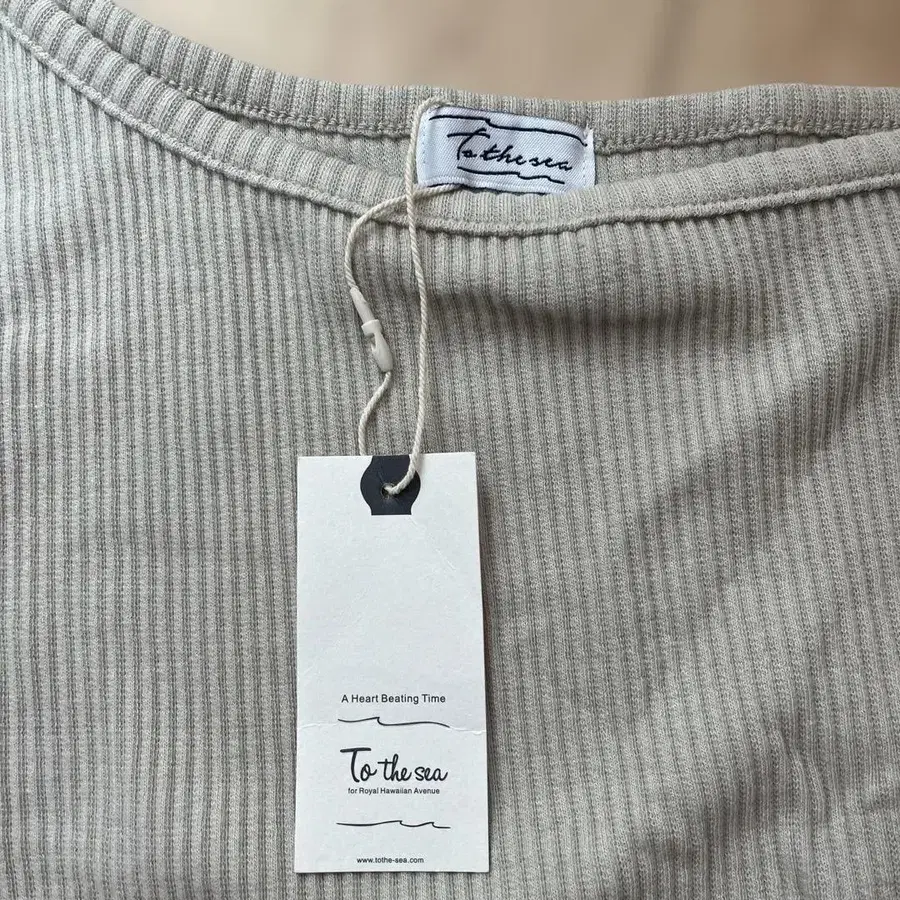 To the sea
A Heart Beating Time
To the sea
for Royal Hawaiian Avenue
www.tothe-sea.com